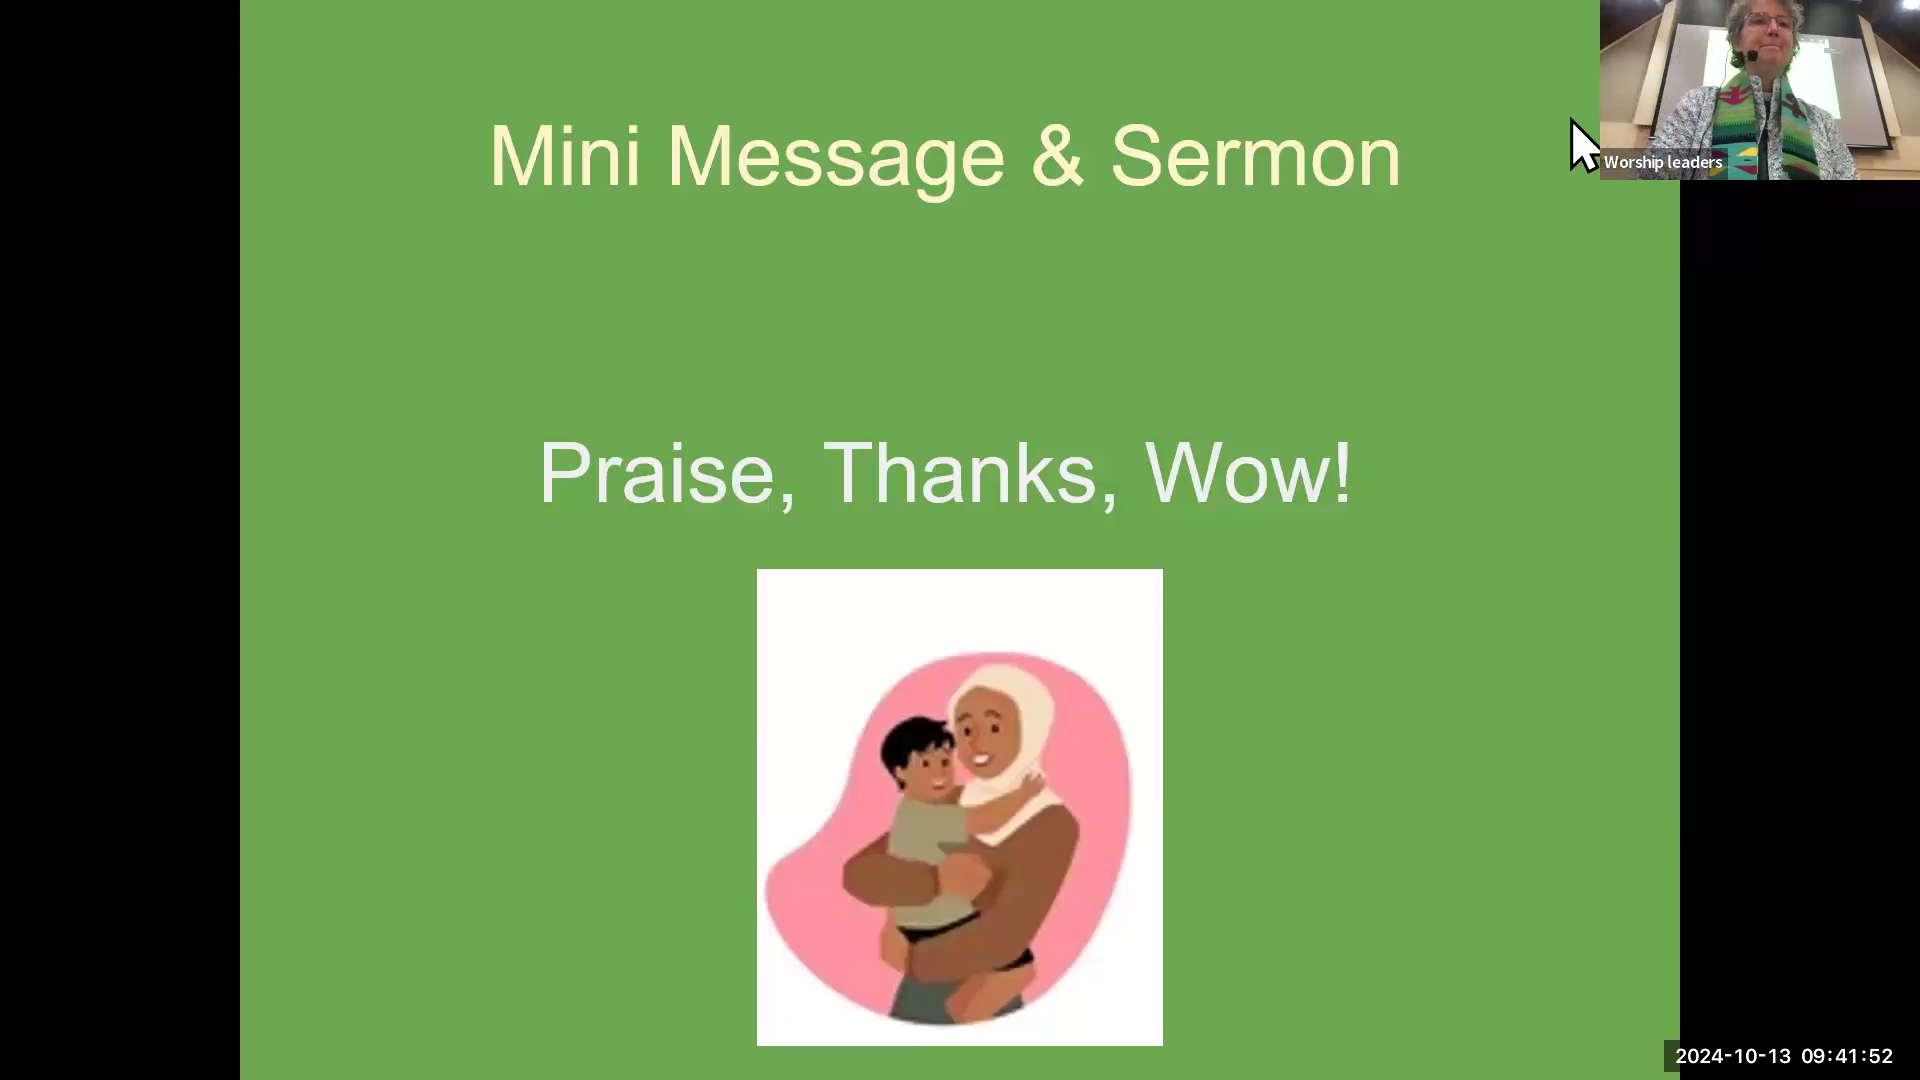 Mini Message & Sermon
Worship leaders
Praise, Thanks, Wow!
2024-10-13 09:41:52